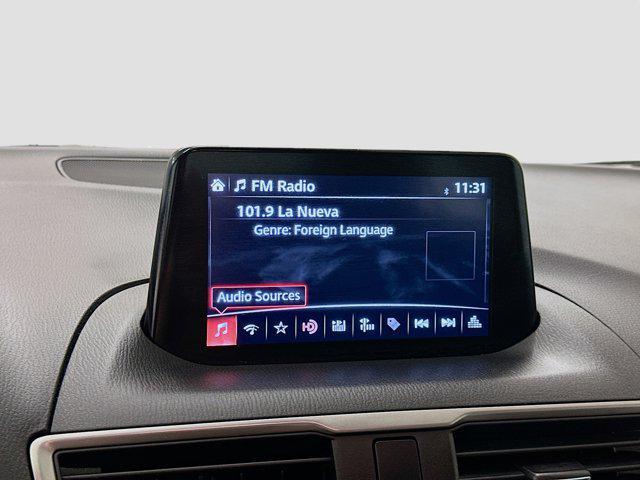 FM Radio 11:31
101.9 La Nueva
Genre: Foreign Language
Audio Sources